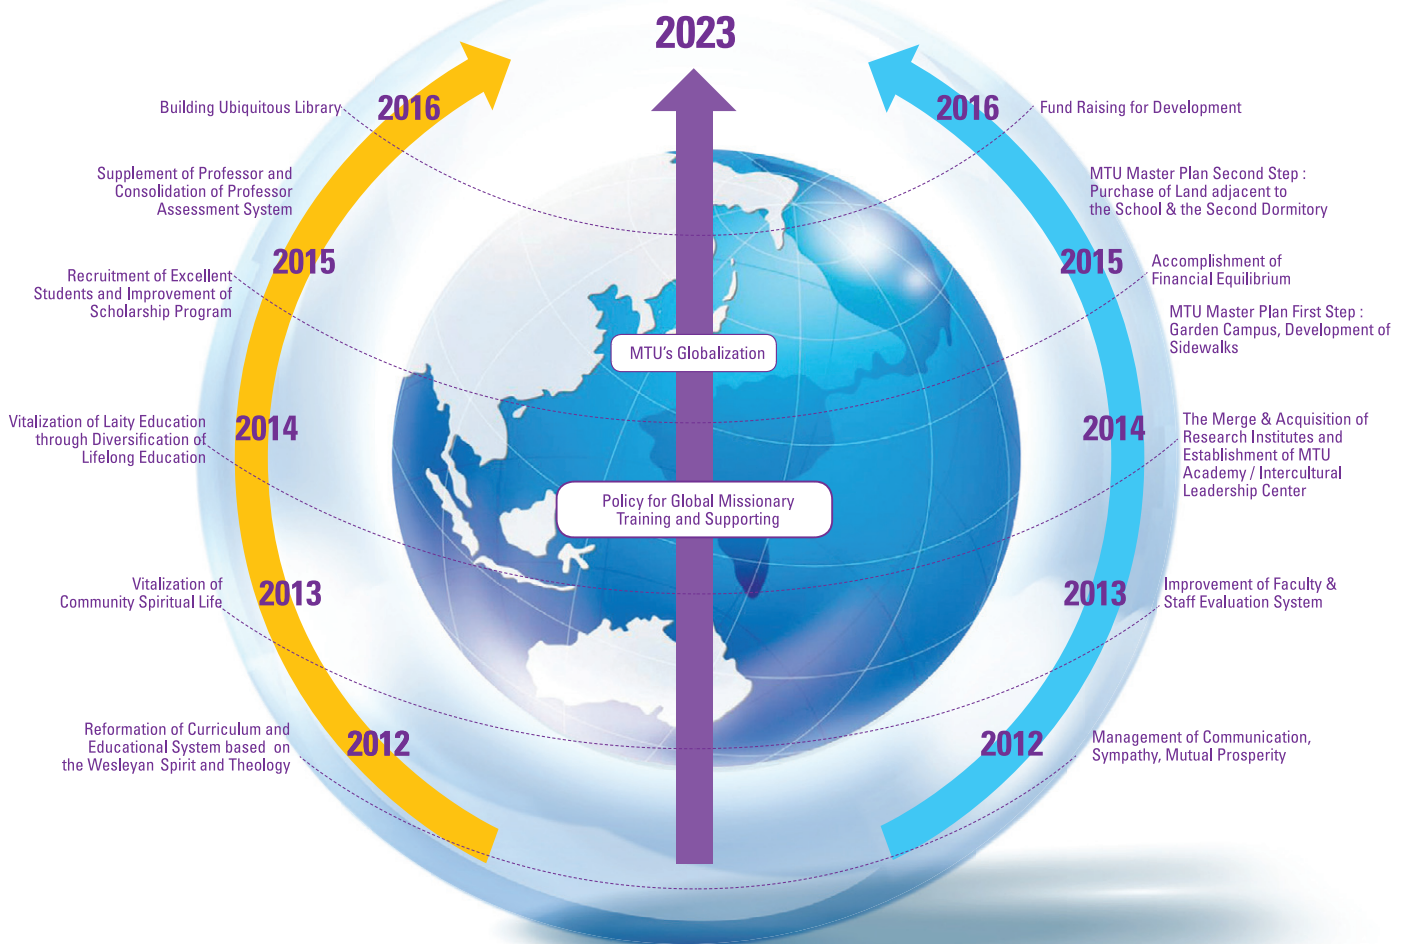 2023
2016
Building Ubiquitous Library
Supplement of Professor and
Consolidation of Professor
Assessment System
2015
Recruitment of Excellent
Students and Improvement of
Scholarship Program
Vitalization of Laity Education
through Diversification of
Lifelong Education
2014
Vitalization of
Community Spiritual Life
2013
Reformation of Curriculum and
Educational System based on
the Wesleyan Spirit and Theology
2012
MTU's Globalization
Policy for Global Missionary
Training and Supporting
2016
Fund Raising for Development
MTU Master Plan Second Step :
Purchase of Land adjacent to
the School & the Second Dormitory
2015
Accomplishment of
Financial Equilibrium
MTU Master Plan First Step :
Garden Campus, Development of
Sidewalks
2014
The Merge & Acquisition of
Research Institutes and
Establishment of MTU
Academy / Intercultural
Leadership Center
2013
Improvement of Faculty &
Staff Evaluation System
2012
Management of Communication,
Sympathy, Mutual Prosperity